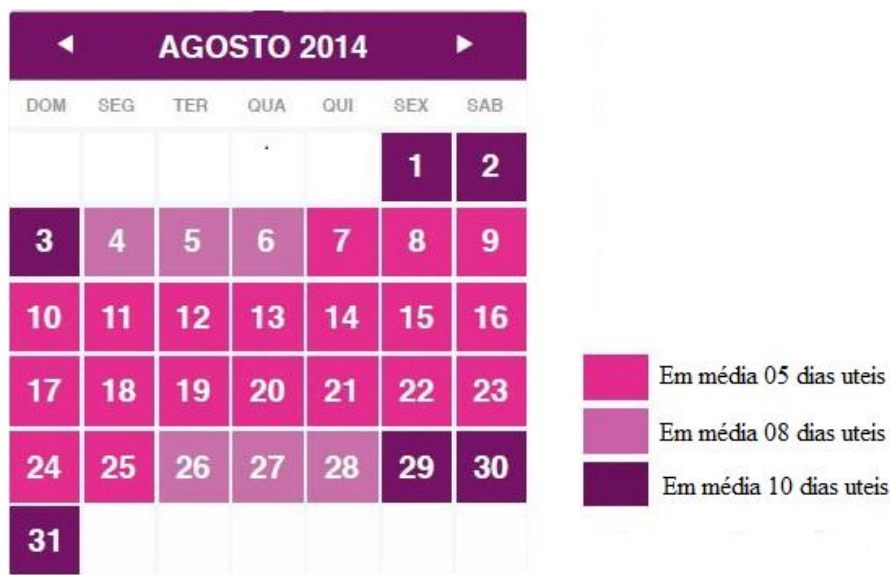 AGOSTO 2014
DOM SEG TER QUA QUI SEX SAB
1 2
3 4 5 6 7 8 9
10 11 12 13 14 15 16
17 18 19 20 21 22 23
24 25 26 27 28 29 30
31
Em média 05 dias uteis
Em média 08 dias uteis
Em média 10 dias uteis